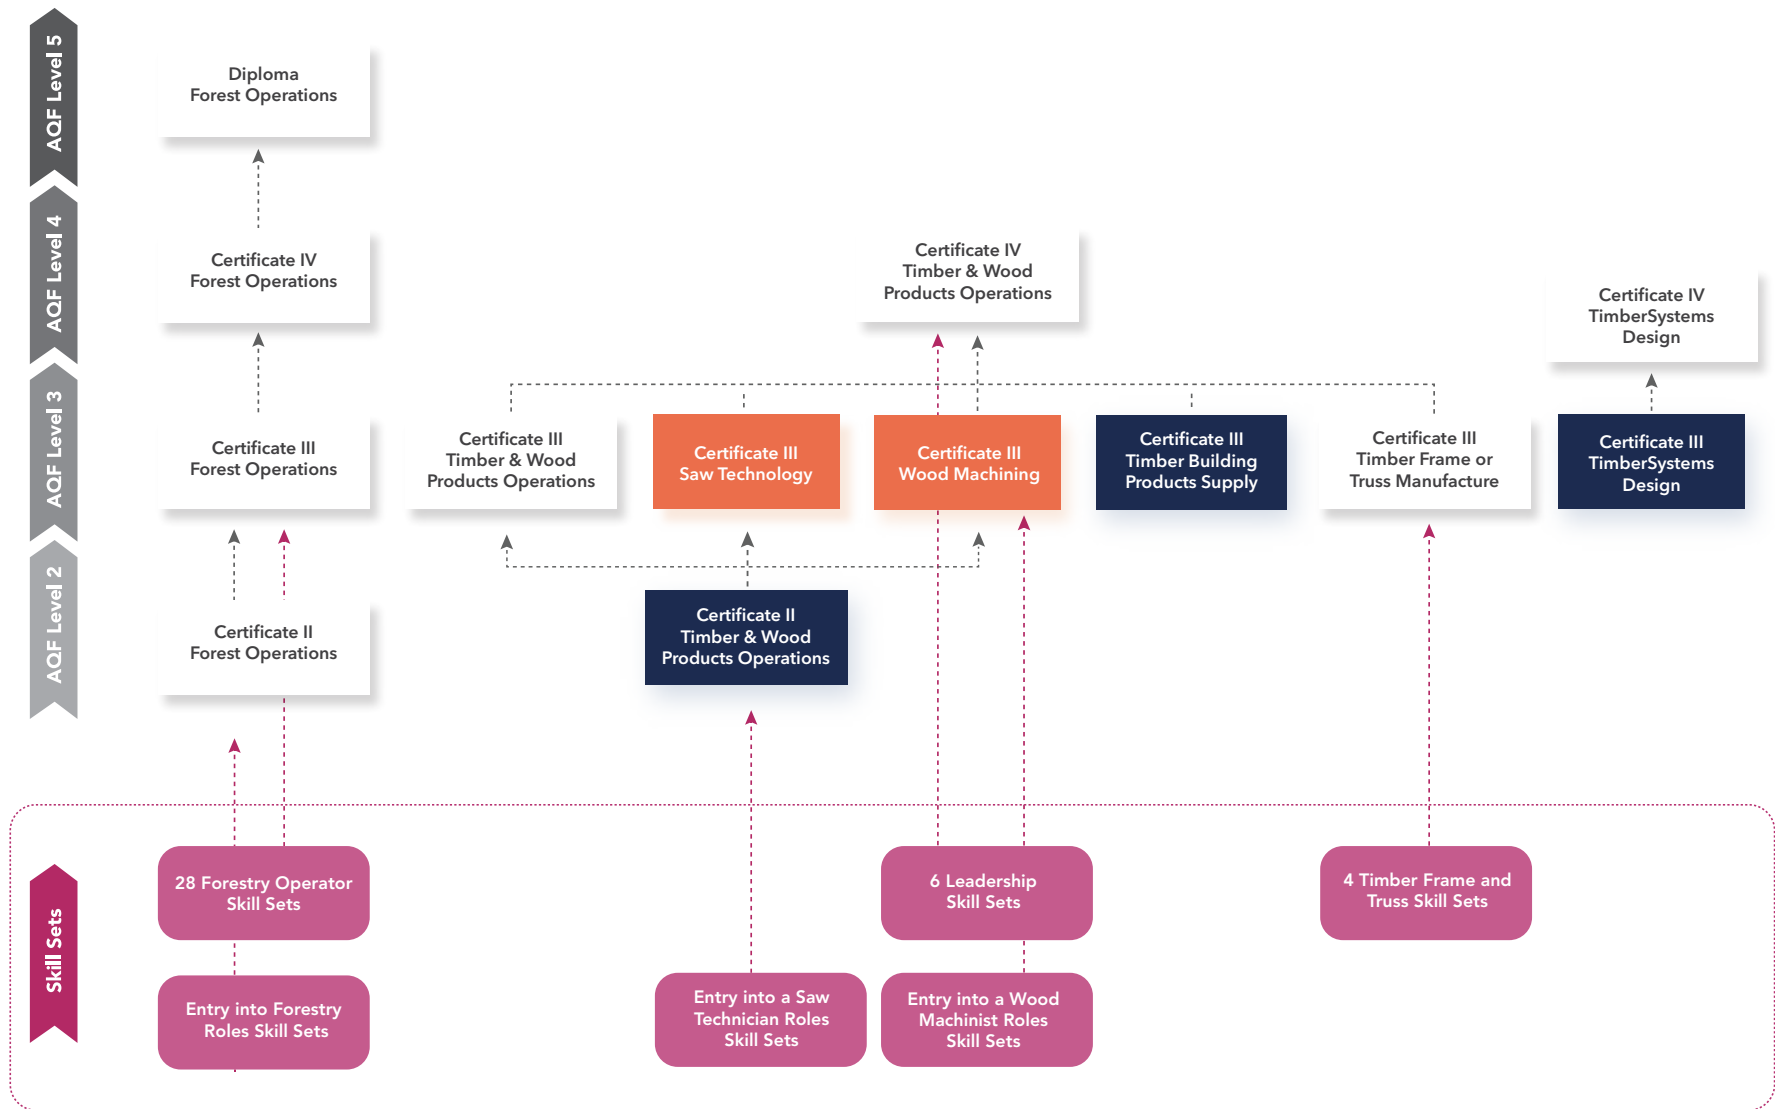 AQF Level 5
Diploma
Forest Operations
AQF Level 4
Certificate IV
Forest Operations
Certificate IV
Timber & Wood
Products Operations
Certificate IV
TimberSystems
Design
AQF Level 3
Certificate III
Forest Operations
Certificate III
Timber & Wood
Products Operations
Certificate III
Saw Technology
Certificate III
Wood Machining
Certificate III
Timber Building
Products Supply
Certificate III
Timber Frame or
Truss Manufacture
Certificate III
TimberSystems
Design
AQF Level 2
Certificate II
Forest Operations
Certificate II
Timber & Wood
Products Operations
Skill Sets
28 Forestry Operator
Skill Sets
6 Leadership
Skill Sets
4 Timber Frame and
Truss Skill Sets
Entry into Forestry
Roles Skill Sets
Entry into a Saw
Technician Roles
Skill Sets
Entry into a Wood
Machinist Roles
Skill Sets